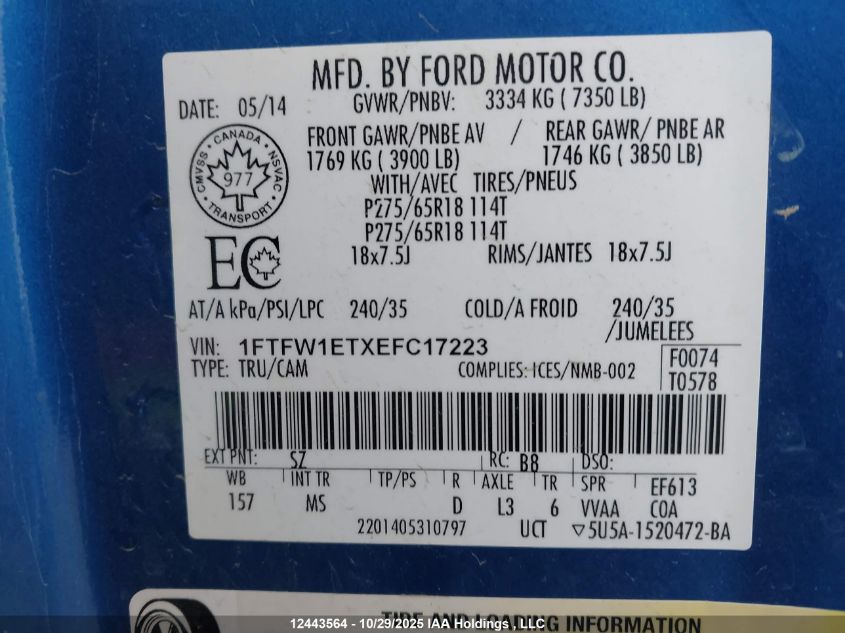 MFD. BY FORD MOTOR CO.
DATE: 05/14 GVWR/PNBV: 3334 KG ( 7350 LB)
FRONT GAWR/PNBE AV / REAR GAWR/ PNBE AR
1769 KG ( 3900 LB) 1746 KG ( 3850 LB)
WITH/AVEC TIRES/PNEUS
P275/65R18 114T
P275/65R18 114T
18x7.5J RIMS/JANTES 18x7.5J
CANADA
CMVSS NSVAC
977
TRANSPORT
EC
AT/A kPa/PSI/LPC 240/35 COLD/A FROID 240/35
/JUMELEES
VIN: 1FTFW1ETXEFC17223
TYPE: TRU/CAM COMPLIES: ICES/NMB-002
F0074
T0578
EXT PNT: SZ RC: B8 DSO:
WB INT TR TP/PS R AXLE TR SPR EF613
157 MS D L3 6 VVAA COA
2201405310797 UCT ▽5U5A-1520472-BA
TIRE AND LOADING INFORMATION
12443564 - 10/29/2025 IAA Holdings ,LLC